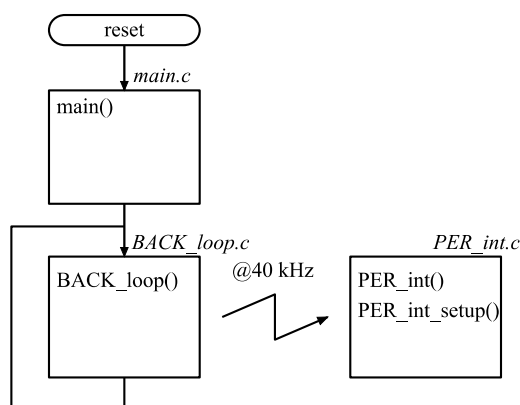 reset
main.c
main()
BACK_loop.c
PER_int.c
@40 kHz
BACK_loop()
PER_int()
PER_int_setup()